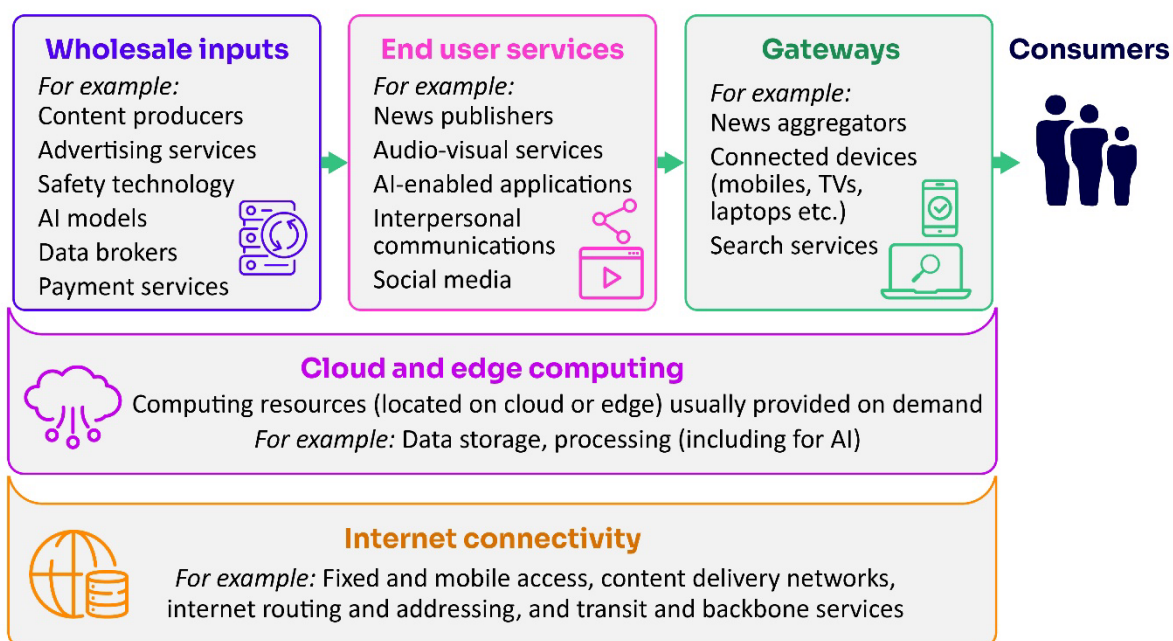 Wholesale inputs
For example:
Content producers
Advertising services
Safety technology
AI models
Data brokers
Payment services
End user services
For example:
News publishers
Audio-visual services
AI-enabled applications
Interpersonal
communications
Social media
Gateways
For example:
News aggregators
Connected devices
(mobiles, TVs,
laptops etc.)
Search services
Consumers
Cloud and edge computing
Computing resources (located on cloud or edge) usually provided on demand
For example: Data storage, processing (including for AI)
Internet connectivity
For example: Fixed and mobile access, content delivery networks,
internet routing and addressing, and transit and backbone services